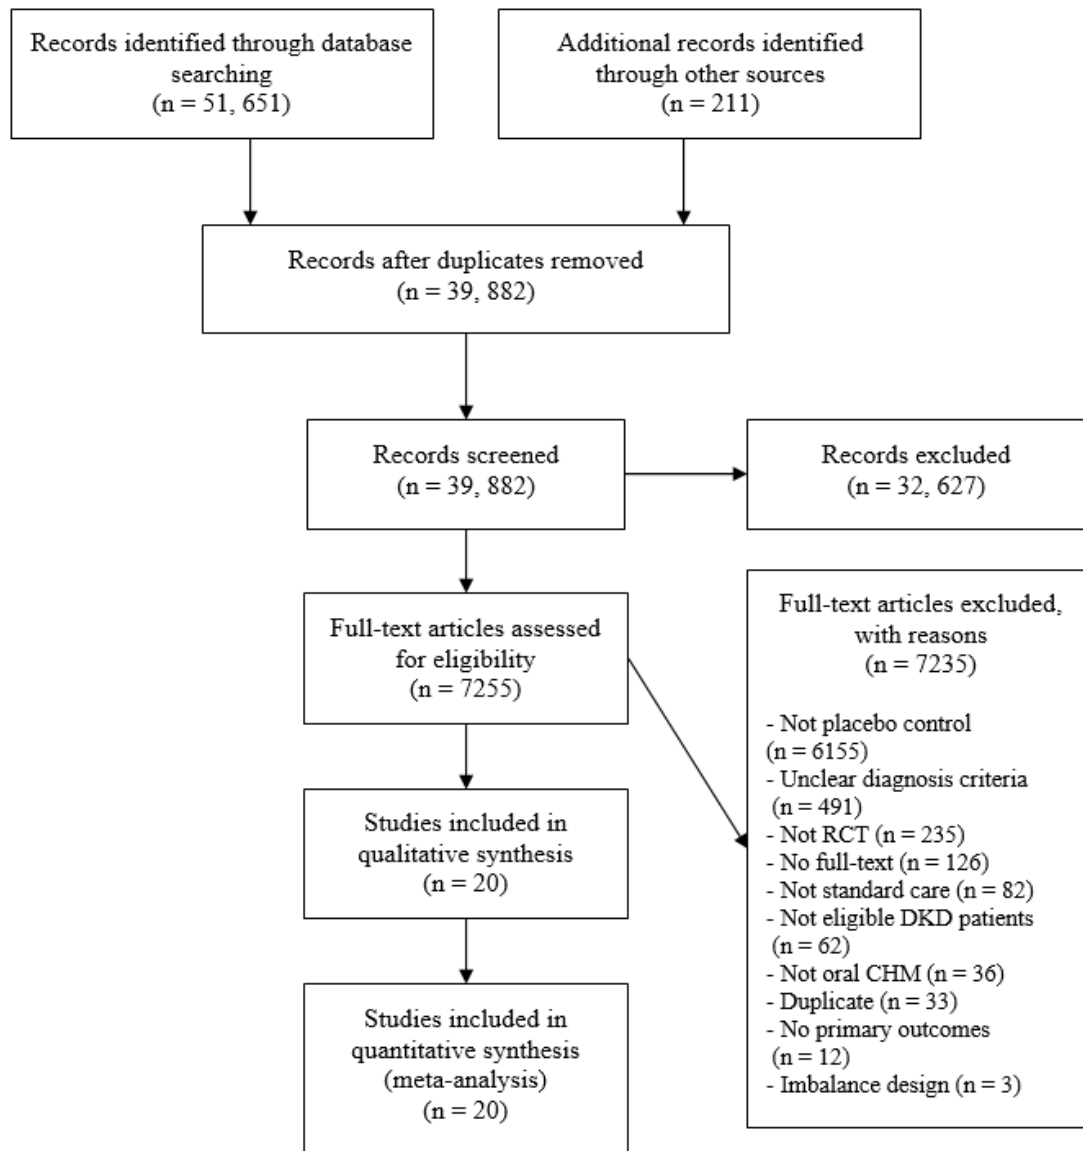 Records identified through database
searching
(n = 51, 651)
Additional records identified
through other sources
(n = 211)
Records after duplicates removed
(n = 39, 882)
Records screened
(n = 39, 882)
Records excluded
(n = 32, 627)
Full-text articles assessed
for eligibility
(n = 7255)
Full-text articles excluded,
with reasons
(n = 7235)
- Not placebo control
(n = 6155)
- Unclear diagnosis criteria
(n = 491)
- Not RCT (n = 235)
- No full-text (n = 126)
- Not standard care (n = 82)
- Not eligible DKD patients
(n = 62)
- Not oral CHM (n = 36)
- Duplicate (n = 33)
- No primary outcomes
(n = 12)
- Imbalance design (n = 3)
Studies included in
qualitative synthesis
(n = 20)
Studies included in
quantitative synthesis
(meta-analysis)
(n = 20)